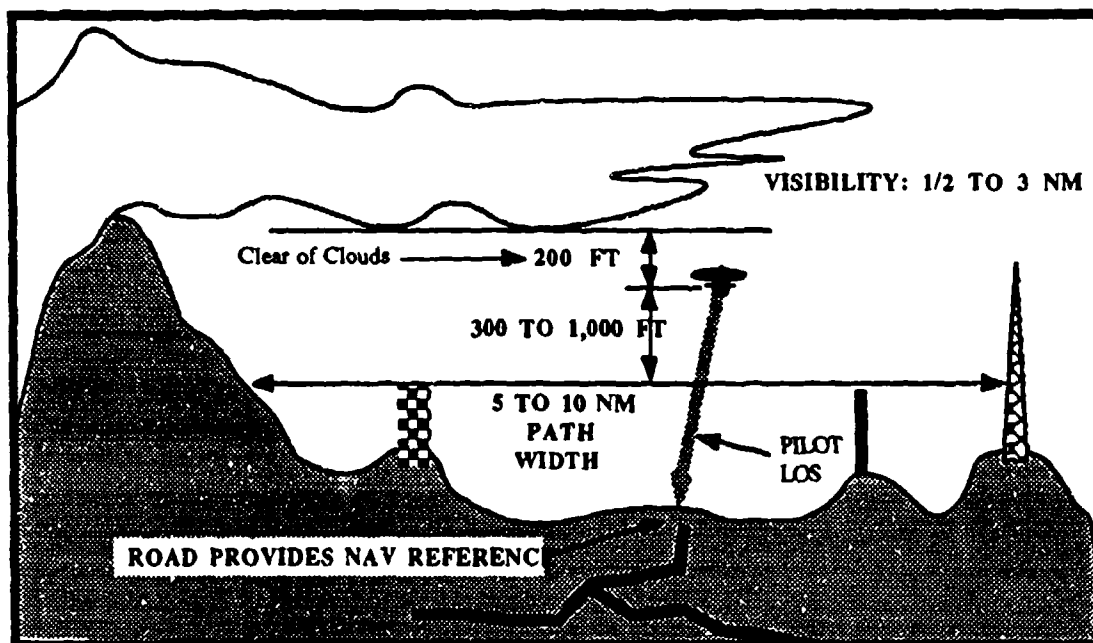 VISIBILITY: 1/2 TO 3 NM
Clear of Clouds
200 FT
300 TO 1,000 FT
5 TO 10 NM
PATH
WIDTH
PILOT
LOS
ROAD PROVIDES NAV REFERENC